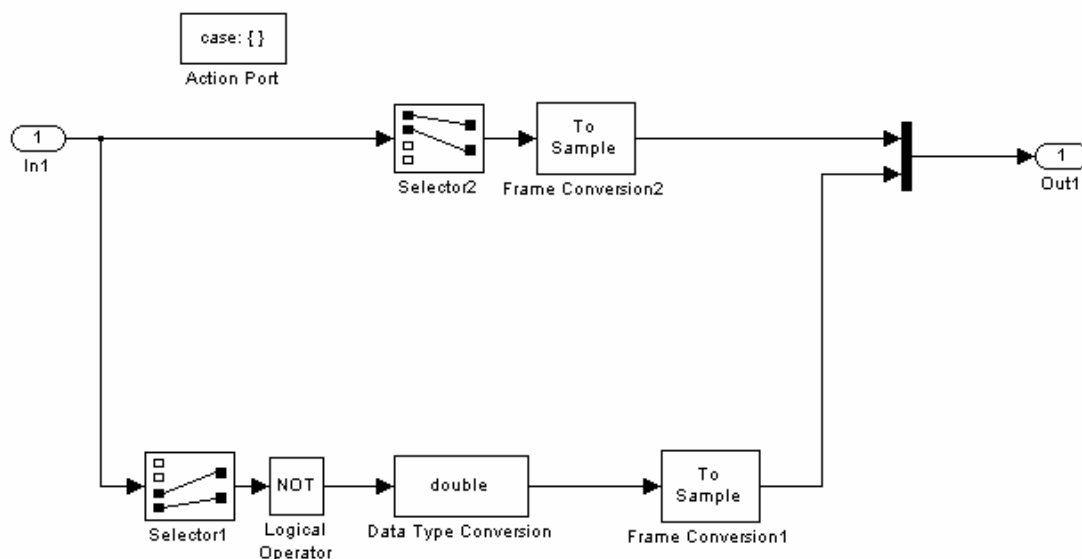 case: { }
Action Port
1
In1
Selector2
To
Sample
Frame Conversion2
1
Out1
Selector1
NOT
Logical
Operator
double
Data Type Conversion
To
Sample
Frame Conversion1